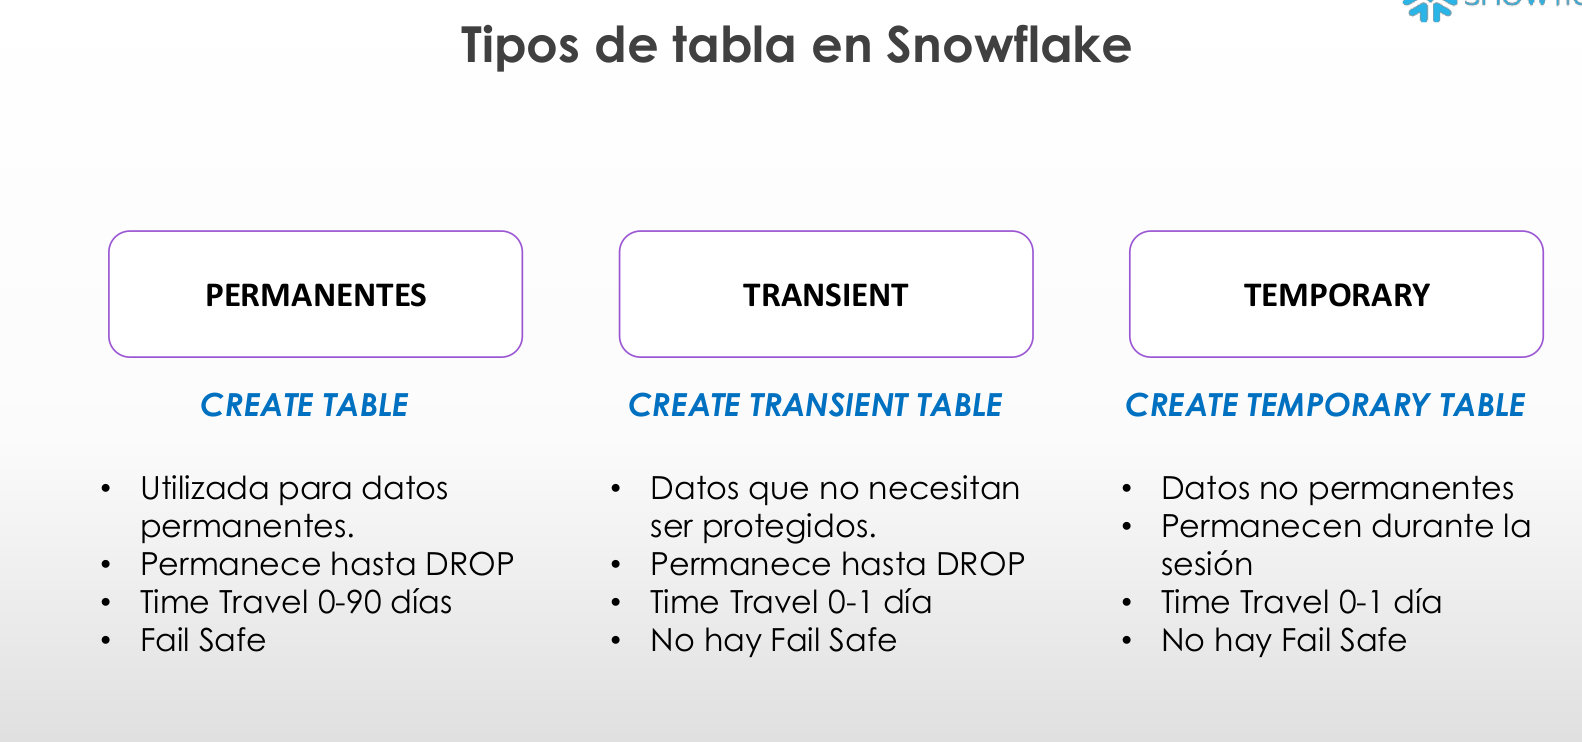 Tipos de tabla en Snowflake
PERMANENTES
CREATE TABLE
• Utilizada para datos
permanentes.
• Permanece hasta DROP
• Time Travel 0-90 días
• Fail Safe
TRANSIENT
CREATE TRANSIENT TABLE
• Datos que no necesitan
ser protegidos.
• Permanece hasta DROP
• Time Travel 0-1 día
• No hay Fail Safe
TEMPORARY
CREATE TEMPORARY TABLE
• Datos no permanentes
• Permanecen durante la
sesión
• Time Travel 0-1 día
• No hay Fail Safe